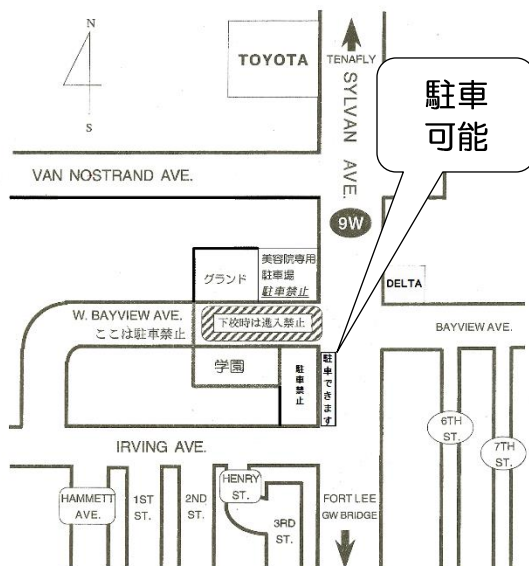 N
S
TOYOTA
TENAFLY
SYLVAN AVE.
駐車
可能
VAN NOSTRAND AVE.
9W
グランド
美容院専用
駐車場
駐車禁止
DELTA
W. BAYVIEW AVE.
ここは駐車禁止
下校時は進入禁止
BAYVIEW AVE.
学園
駐車禁止
駐車できます
IRVING AVE.
6TH
ST.
7TH
ST.
HAMMETT
AVE.
1ST
ST.
2ND
ST.
HENRY
ST.
3RD
ST.
FORT LEE
GW BRIDGE